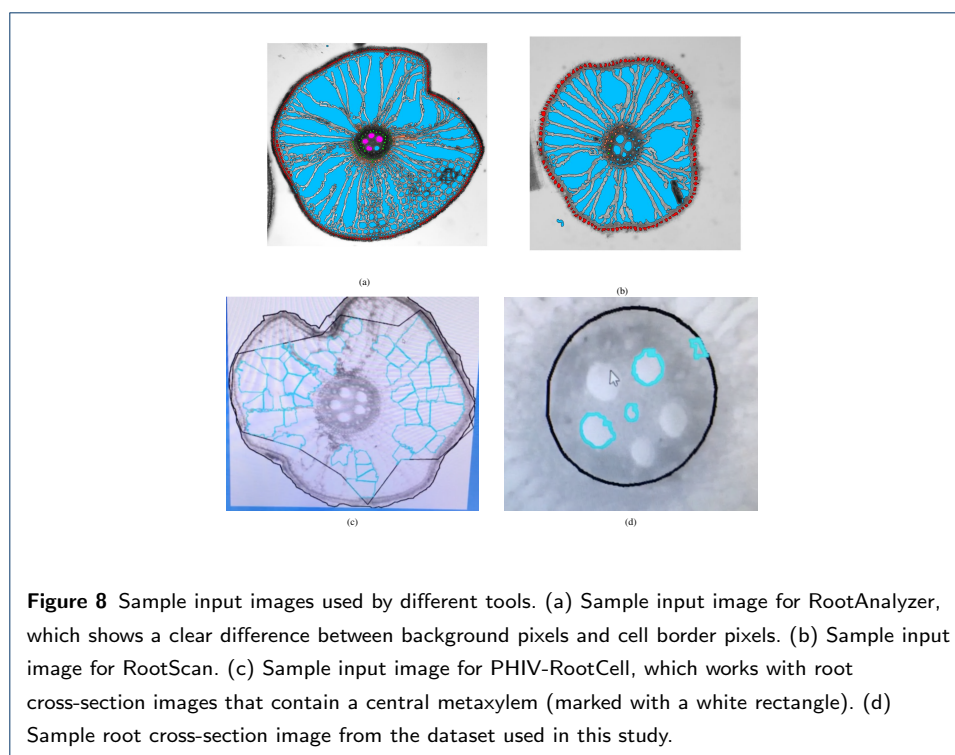 (a)
(b)
(c)
(d)
Figure 8 Sample input images used by different tools. (a) Sample input image for RootAnalyzer,
which shows a clear difference between background pixels and cell border pixels. (b) Sample input
image for RootScan. (c) Sample input image for PHIV-RootCell, which works with root
cross-section images that contain a central metaxylem (marked with a white rectangle). (d)
Sample root cross-section image from the dataset used in this study.